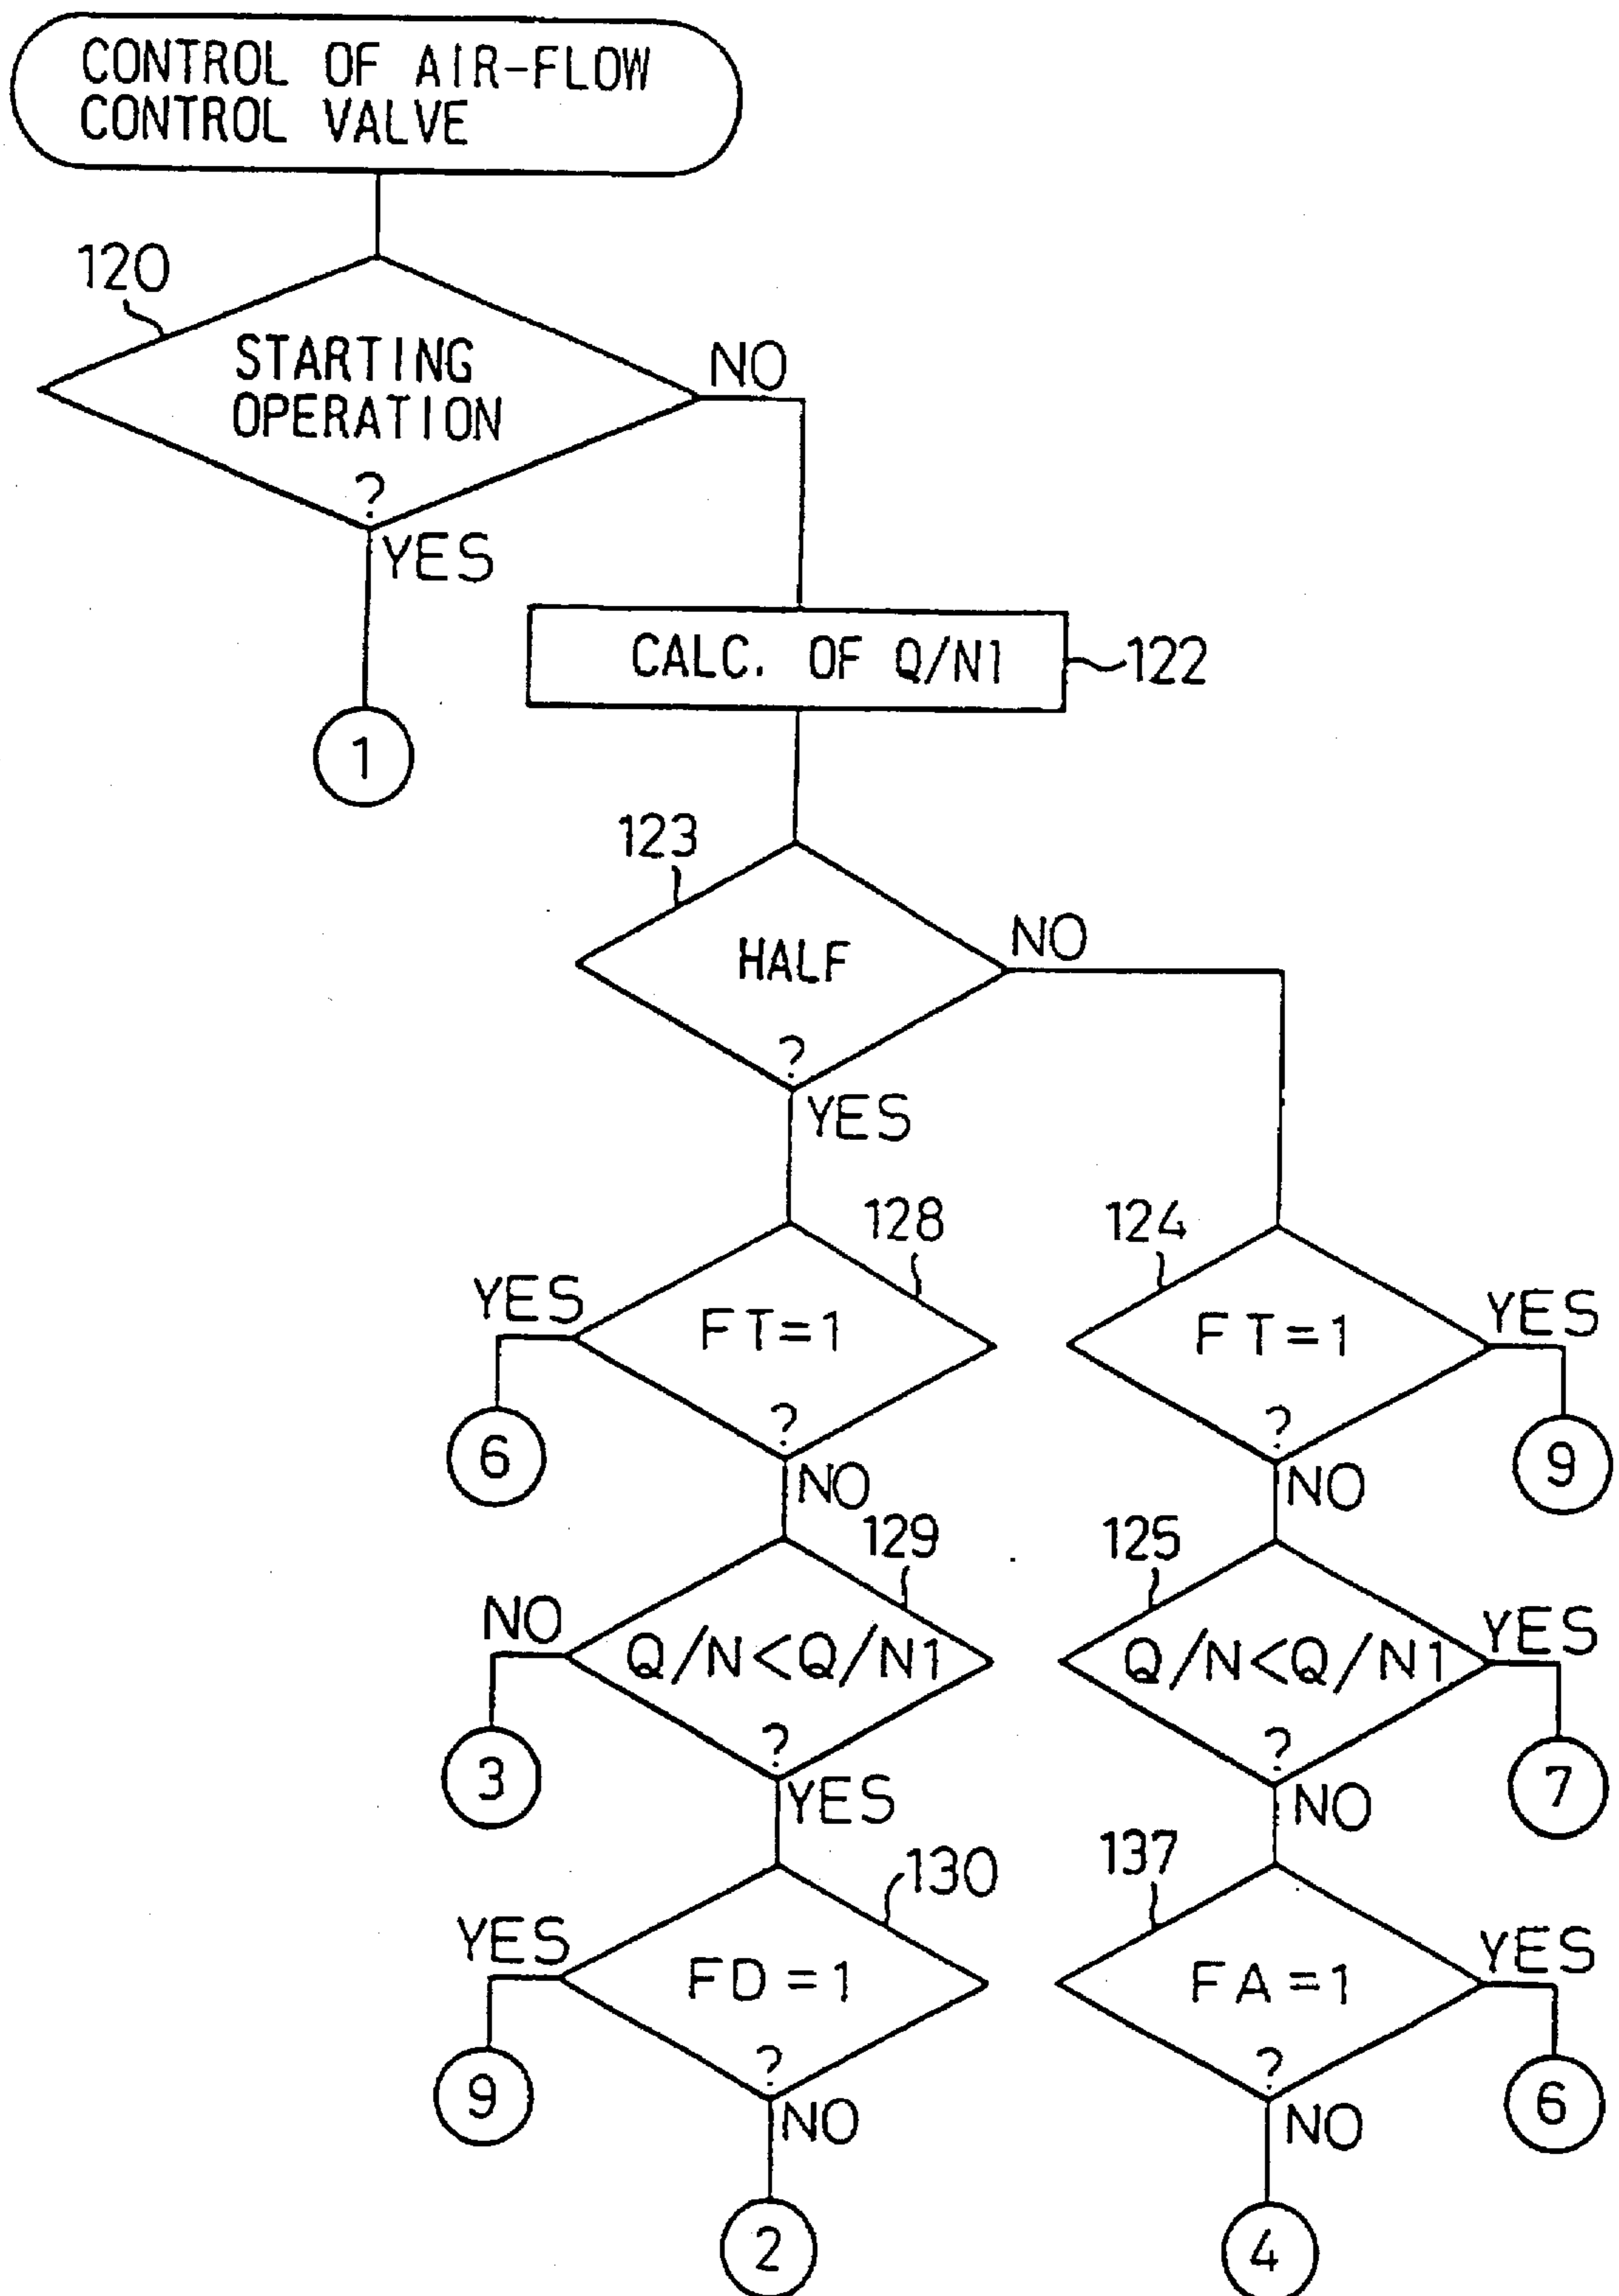 CONTROL OF AIR-FLOW
CONTROL VALVE
120
STARTING
OPERATION
?
NO
YES
1
CALC. OF Q/N1
122
123
HALF
?
NO
YES
128
124
YES
FT=1
?
FT=1
?
YES
6
NO
NO
9
129
125
NO
Q/N<Q/N1
?
Q/N<Q/N1
?
YES
3
YES
NO
7
130
137
YES
FD=1
?
FA=1
?
YES
9
NO
NO
6
2
4